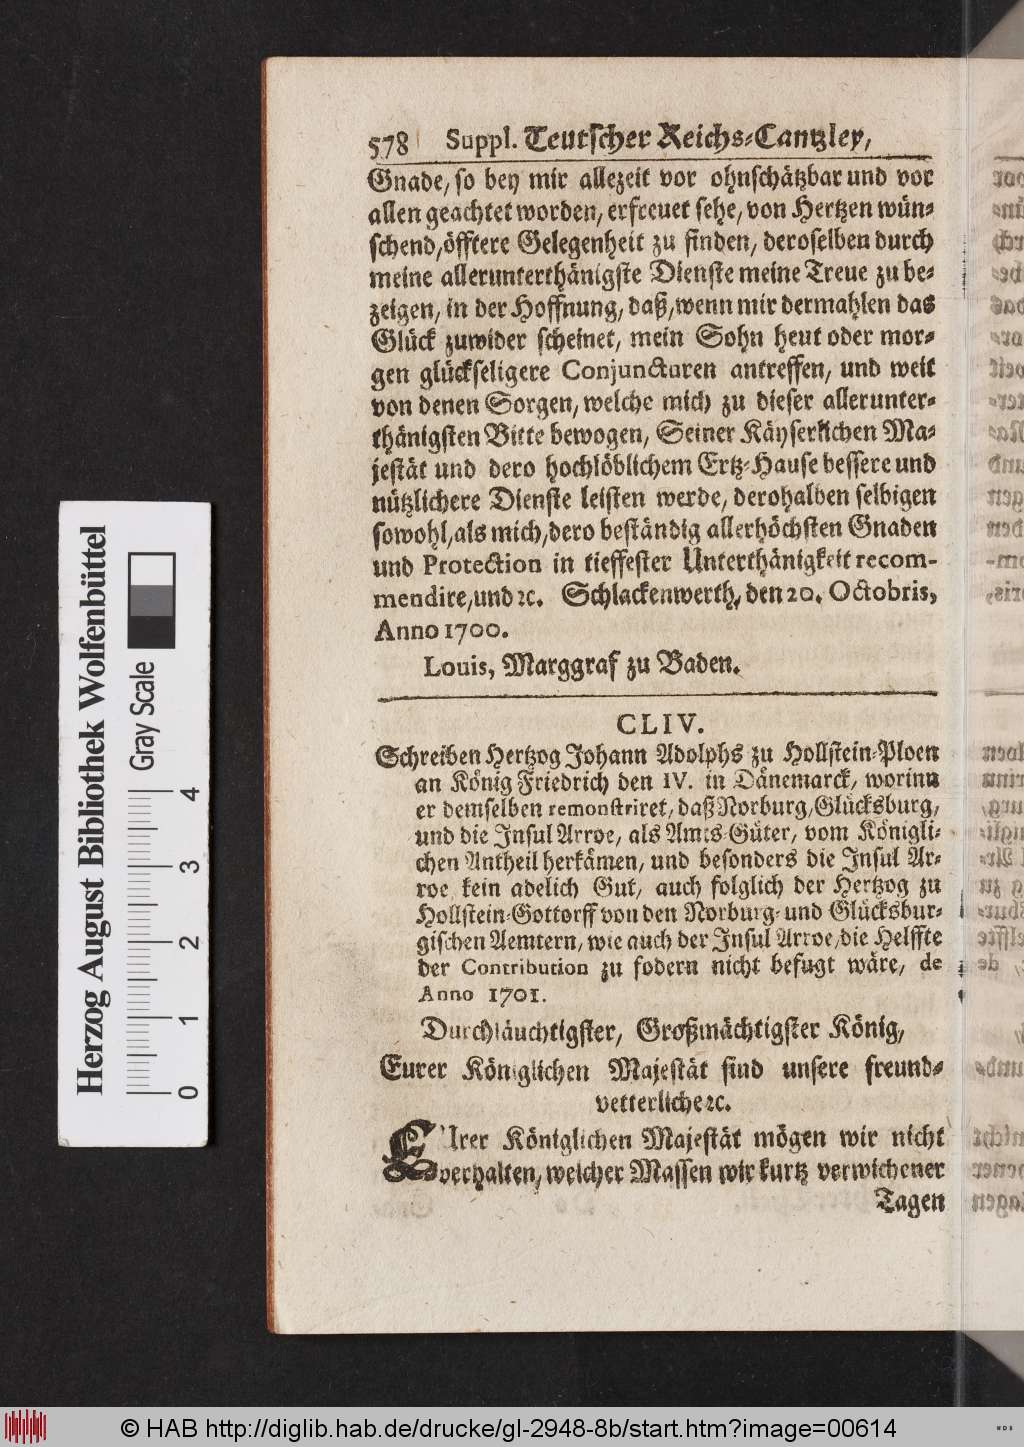 578 Suppl. Teutscher Reichs-Cantzley,
Gnade, so bey mir allezeit vor ohnschätzbar und vor
allen geachtet worden, erfreuet sehe, von Hertzen wün-
schend, öfftere Gelegenheit zu finden, deroselben durch
meine allerunterthänigste Dienste meine Treue zu be-
zeigen, in der Hoffnung, daß, wenn mir dermahlen das
Glück zuwider scheinet, mein Sohn heut oder mor-
gen glückseligere Conjuncturen antreffen, und weit
von denen Sorgen, welche mich zu dieser allerunter-
thänigsten Bitte bewogen, Seiner Käyserlichen Ma-
jestät und dero hochlöblichem Ertz-Hause bessere und
nützlichere Dienste leisten werde, derohalben selbigen
sowohl, als mich, dero beständig allerhöchsten Gnaden
und Protection in tieffester Unterthänigkeit recom-
mendire, und ꝛc. Schlackenwerth, den 20. Octobris,
Anno 1700.
Louis, Marggraf zu Baden.
CLIV.
Schreiben Hertzog Johann Adolphs zu Hollstein-Ploen
an König Friedrich den IV. in Dänemarck, worinn
er demselben remonstriret, daß Norburg, Glücksburg,
und die Insul Arroe, als Amts-Güter, vom Königli-
chen Antheil herkämen, und besonders die Insul Ar-
roe kein adelich Gut, auch folglich der Hertzog zu
Hollstein-Gottorff von den Norburg- und Glücksbur-
gischen Aemtern, wie auch der Insul Arroe, die Helffte
der Contribution zu fodern nicht befugt wäre, de
Anno 1701.
Durchläuchtigster, Großmächtigster König,
Eurer Königlichen Majestät sind unsere freund-
vetterliche ꝛc.
EUrer Königlichen Majestät mögen wir nicht
verhalten, welcher Massen wir kurtz verwichener
Tagen
Herzog August Bibliothek Wolfenbüttel
Gray Scale
0 1 2 3 4
© HAB http://diglib.hab.de/drucke/gl-2948-8b/start.htm?image=00614